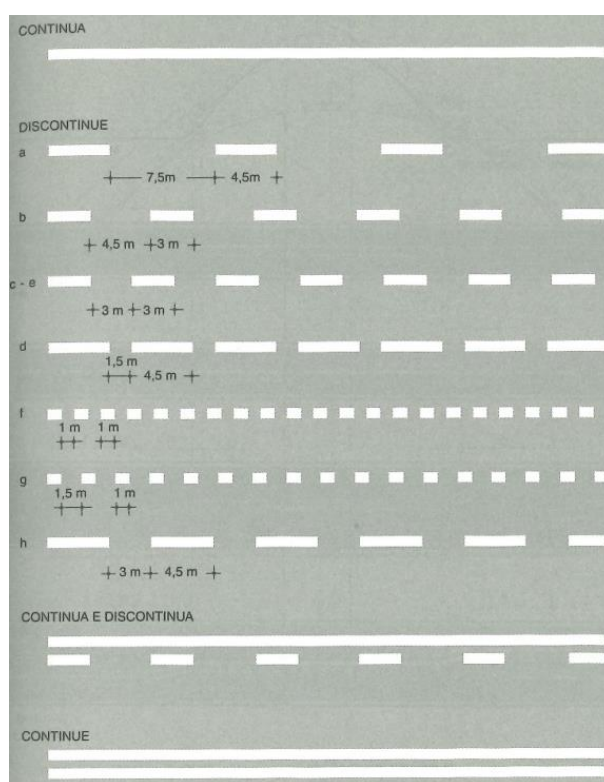 CONTINUA
DISCONTINUE
a
7,5m 4,5m
b
4,5 m 3 m
c - e
3 m 3 m
d
1,5 m
4,5 m
f
1 m 1 m
g
1,5 m 1 m
h
3 m 4,5 m
CONTINUA E DISCONTINUA
CONTINUE